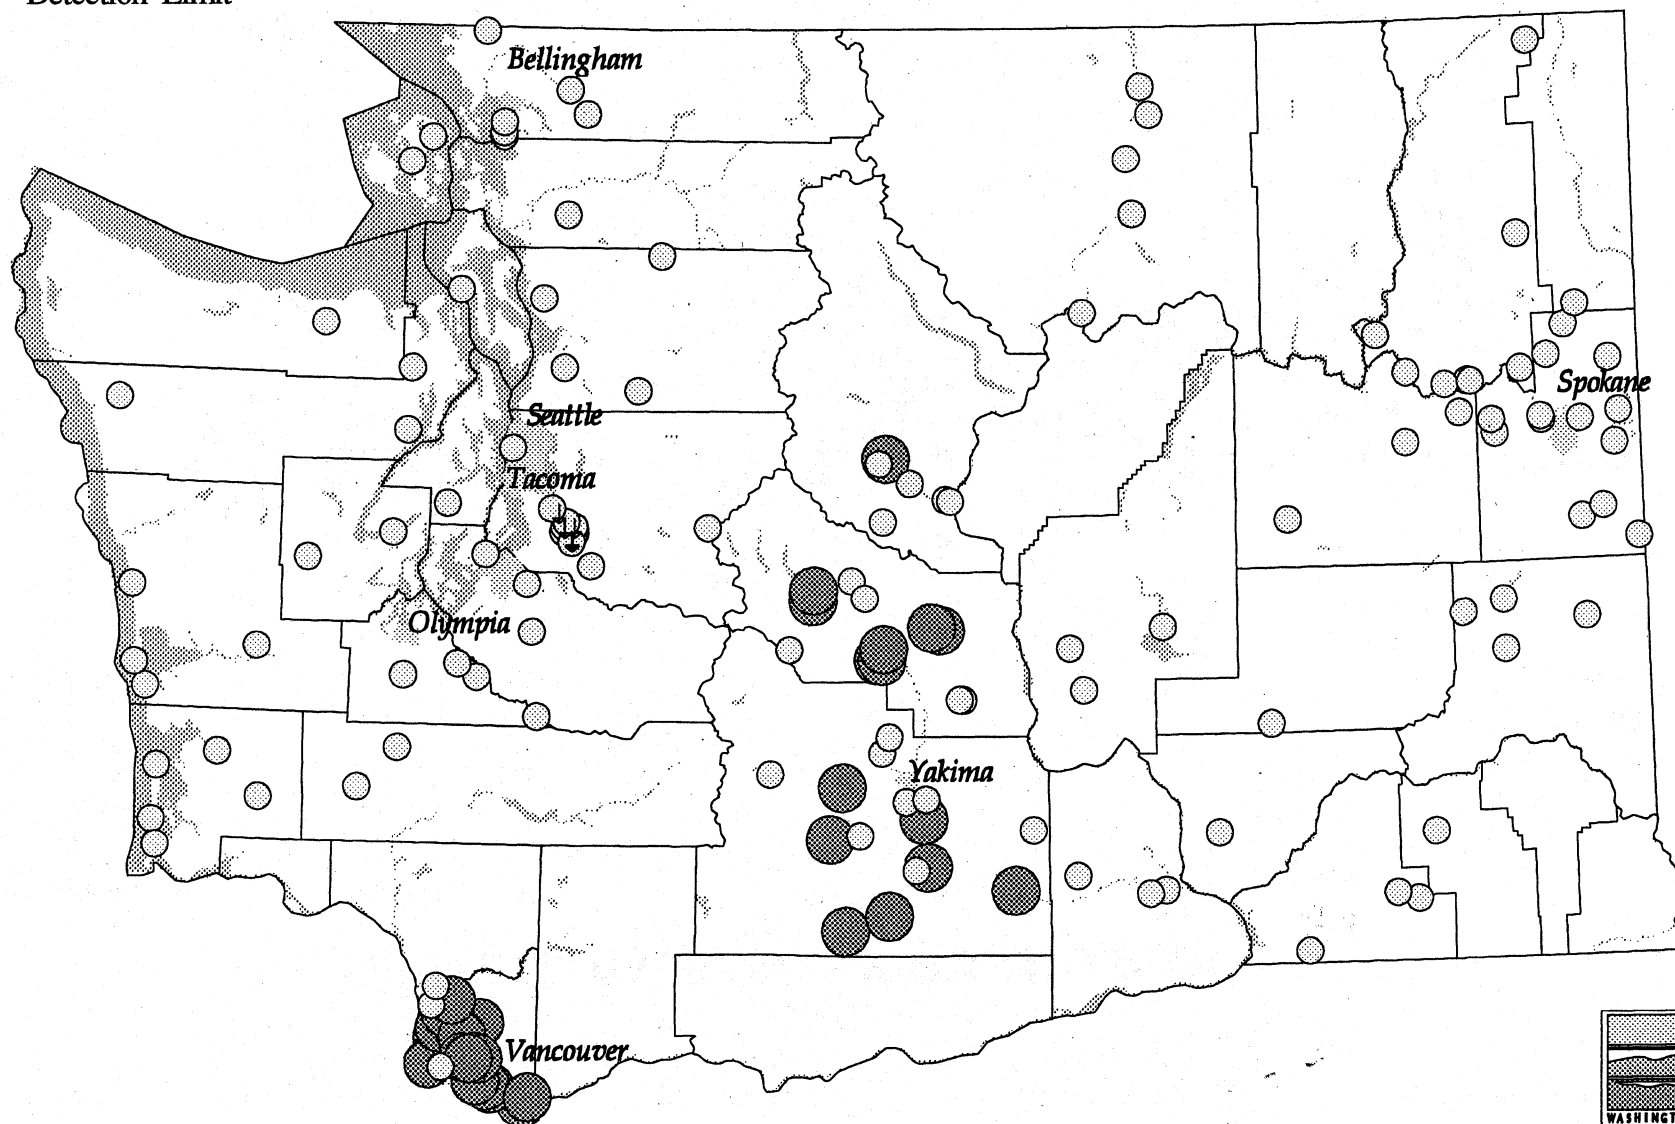 Detection Limit
Bellingham
Seattle
Spokane
Tacoma
Olympia
Yakima
Vancouver
WASHINGT